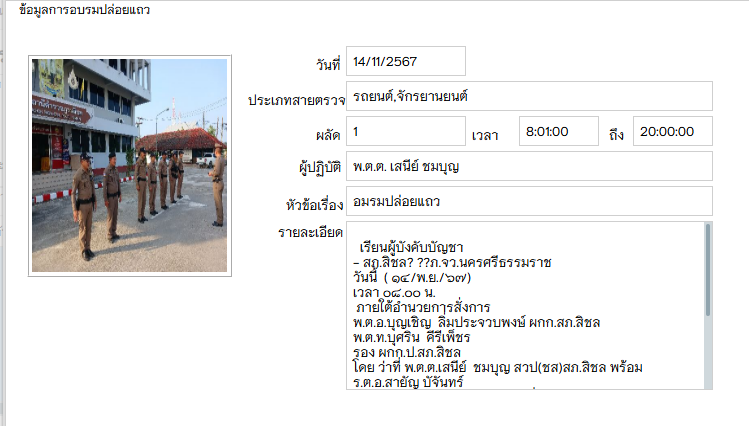 ข้อมูลการอบรมปล่อยแถว
วันที่ 14/11/2567
ประเภทสายตรวจ รถยนต์,จักรยานยนต์
ผลัด 1 เวลา 8:01:00 ถึง 20:00:00
ผู้ปฏิบัติ พ.ต.ต. เสนีย์ ชมบุญ
หัวข้อเรื่อง อมรมปล่อยแถว
รายละเอียด
เรียนผู้บังคับบัญชา
- สภ.สิชล? ??ภ.จว.นครศรีธรรมราช
วันนี้ ( ๑๔/พ.ย./๖๗)
เวลา ๐๘.๐๐ น.
ภายใต้อำนวยการสั่งการ
พ.ต.อ.บุญเชิญ ลิ่มประจวบพงษ์ ผกก.สภ.สิชล
พ.ต.ท.บุศริน คีรีเพ็ชร
รอง ผกก.ป.สภ.สิชล
โดย ว่าที่ พ.ต.ต.เสนีย์ ชมบุญ สวป(ชส)สภ.สิชล พร้อม
ร.ต.อ.สายัญ บัจันทร์